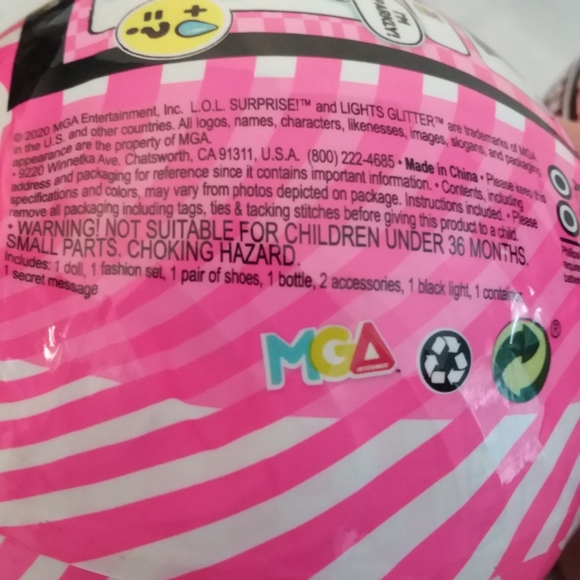 © 2020 MGA Entertainment, Inc. L.O.L. SURPRISE!™ and LIGHTS GLITTER™ are trademarks of MGA
in the U.S. and other countries. All logos, names, characters, likenesses, images, slogans, and packaging
appearance are the property of MGA.
• 9220 Winnetka Ave, Chatsworth, CA 91311, U.S.A. (800) 222-4685 • Made in China • Please keep this
address and packaging for reference since it contains important information. • Contents, including
specifications and colors, may vary from photos depicted on package. Instructions included. • Please
remove all packaging including tags, ties & tacking stitches before giving this product to a child.
• WARNING! NOT SUITABLE FOR CHILDREN UNDER 36 MONTHS.
SMALL PARTS. CHOKING HAZARD.
Includes: 1 doll, 1 fashion set, 1 pair of shoes, 1 bottle, 2 accessories, 1 black light, 1 container
1 secret message
MGA
ENTERTAINMENT
®